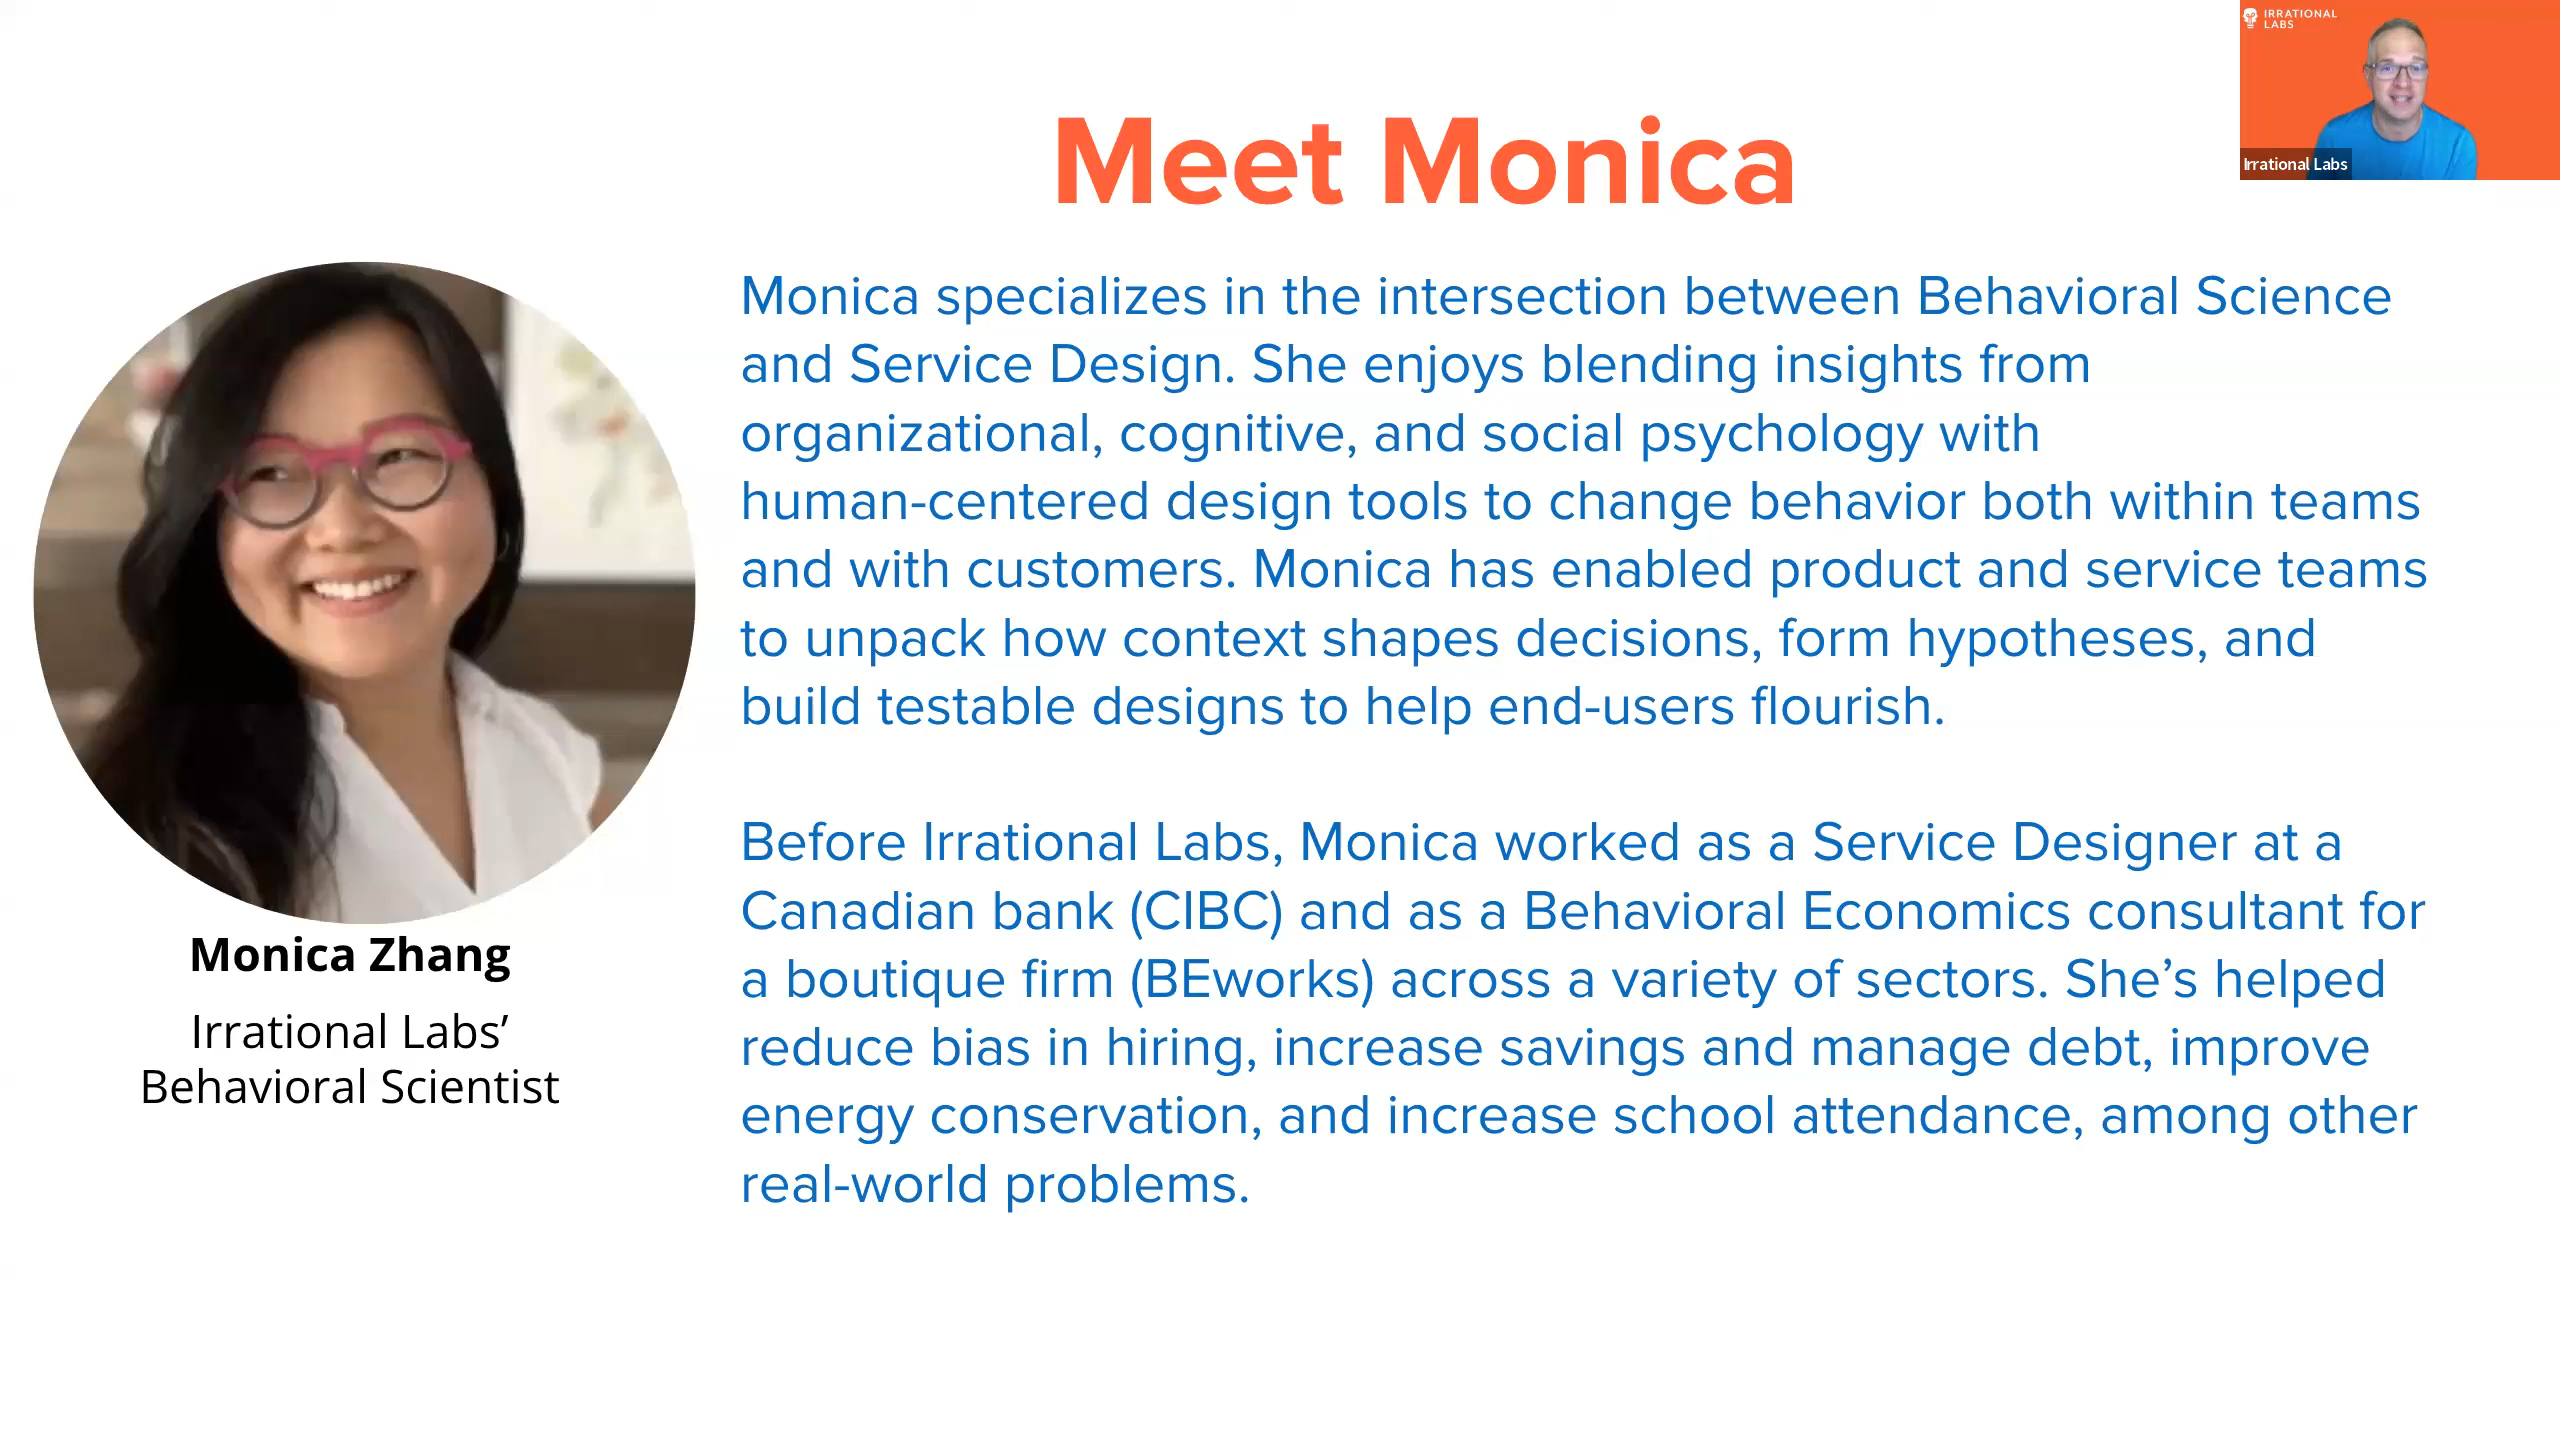 IRRATIONAL
LABS
Irrational Labs
Meet Monica
Monica specializes in the intersection between Behavioral Science
and Service Design. She enjoys blending insights from
organizational, cognitive, and social psychology with
human-centered design tools to change behavior both within teams
and with customers. Monica has enabled product and service teams
to unpack how context shapes decisions, form hypotheses, and
build testable designs to help end-users flourish.
Before Irrational Labs, Monica worked as a Service Designer at a
Canadian bank (CIBC) and as a Behavioral Economics consultant for
a boutique firm (BEworks) across a variety of sectors. She’s helped
reduce bias in hiring, increase savings and manage debt, improve
energy conservation, and increase school attendance, among other
real-world problems.
Monica Zhang
Irrational Labs’
Behavioral Scientist